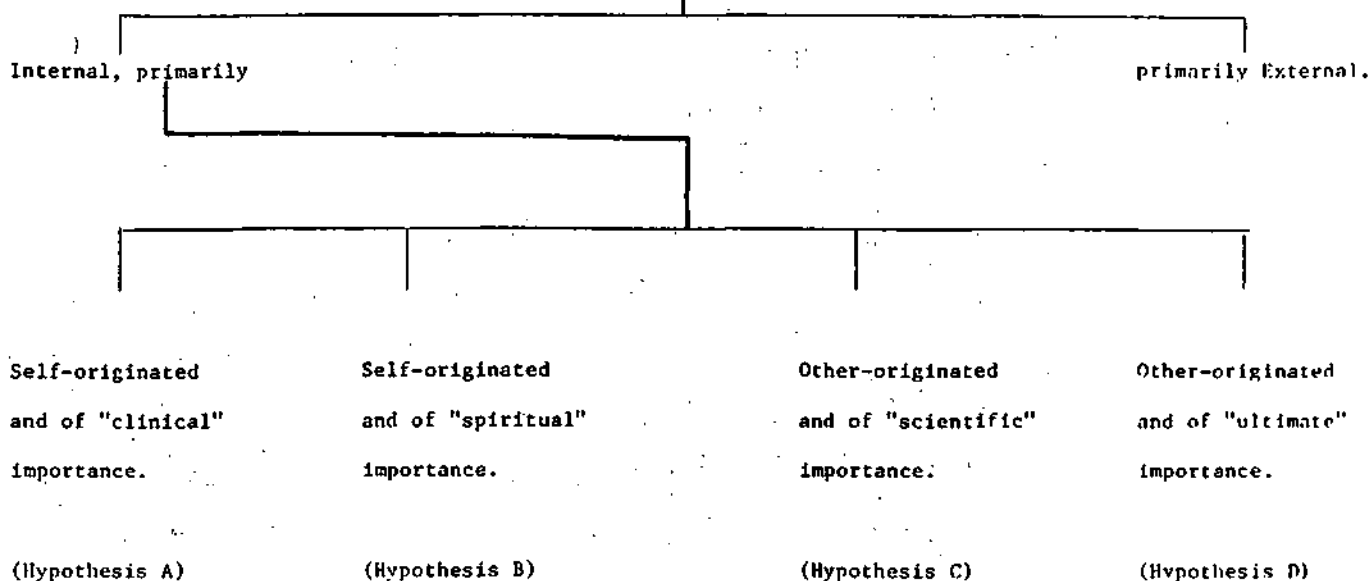 Internal, primarily primarily External.
Self-originated Self-originated Other-originated Other-originated
and of "clinical" and of "spiritual" and of "scientific" and of "ultimate"
importance. importance. importance. importance.
(Hypothesis A) (Hypothesis B) (Hypothesis C) (Hypothesis D)